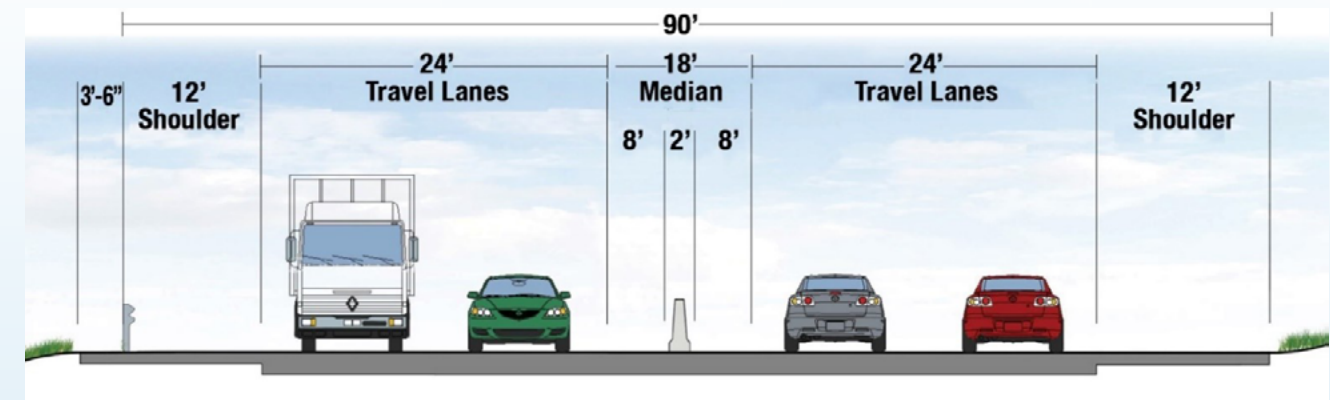 90’
24’
Travel Lanes
18’
Median
24’
Travel Lanes
3’-6”
12’
Shoulder
12’
Shoulder
8’
2’
8’